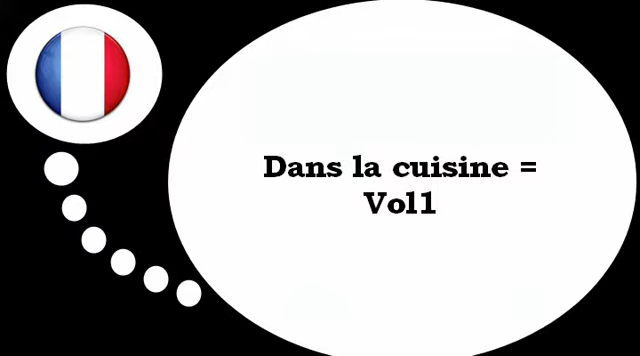 Dans la cuisine =
Vol1